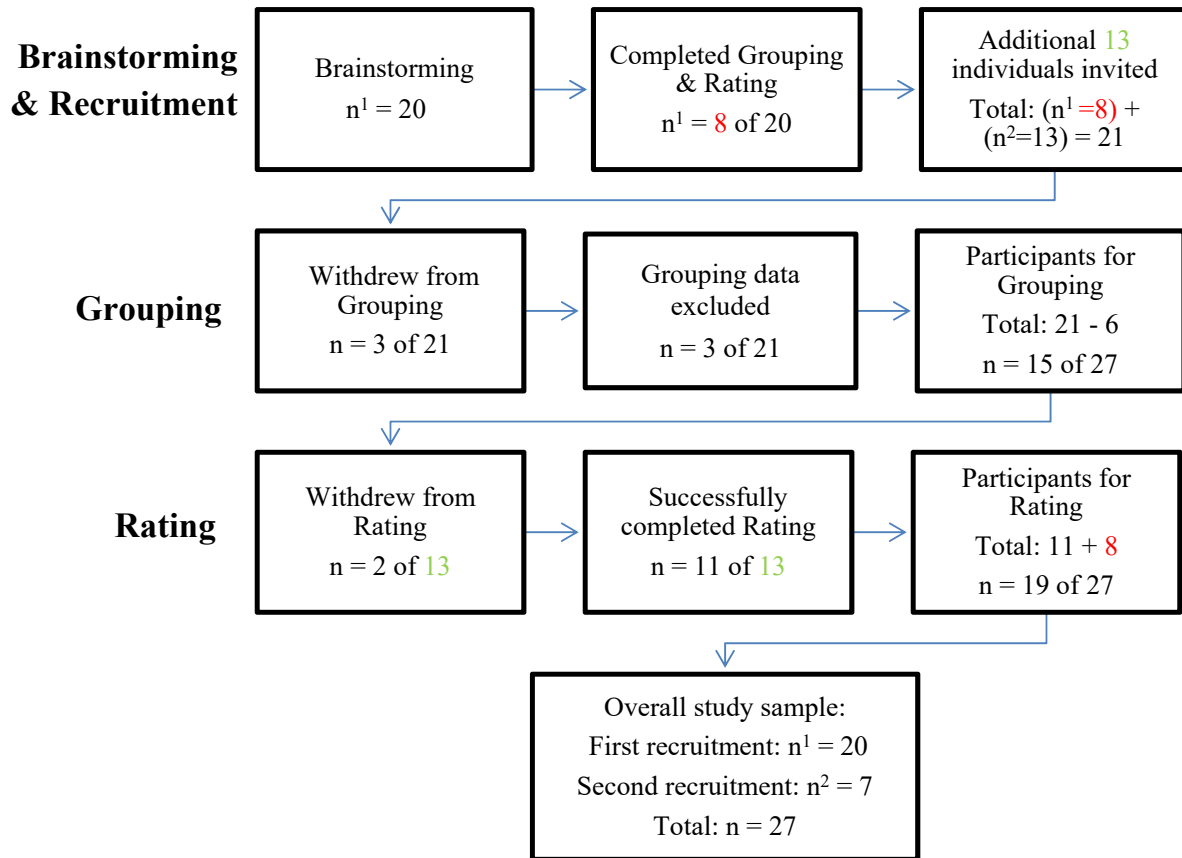 Brainstorming
& Recruitment
Brainstorming
n¹ = 20
Completed Grouping
& Rating
n¹ = 8 of 20
Additional 13
individuals invited
Total: (n¹ =8) +
(n²=13) = 21
Grouping
Withdrew from
Grouping
n = 3 of 21
Grouping data
excluded
n = 3 of 21
Participants for
Grouping
Total: 21 - 6
n = 15 of 27
Rating
Withdrew from
Rating
n = 2 of 13
Successfully
completed Rating
n = 11 of 13
Participants for
Rating
Total: 11 + 8
n = 19 of 27
Overall study sample:
First recruitment: n¹ = 20
Second recruitment: n² = 7
Total: n = 27